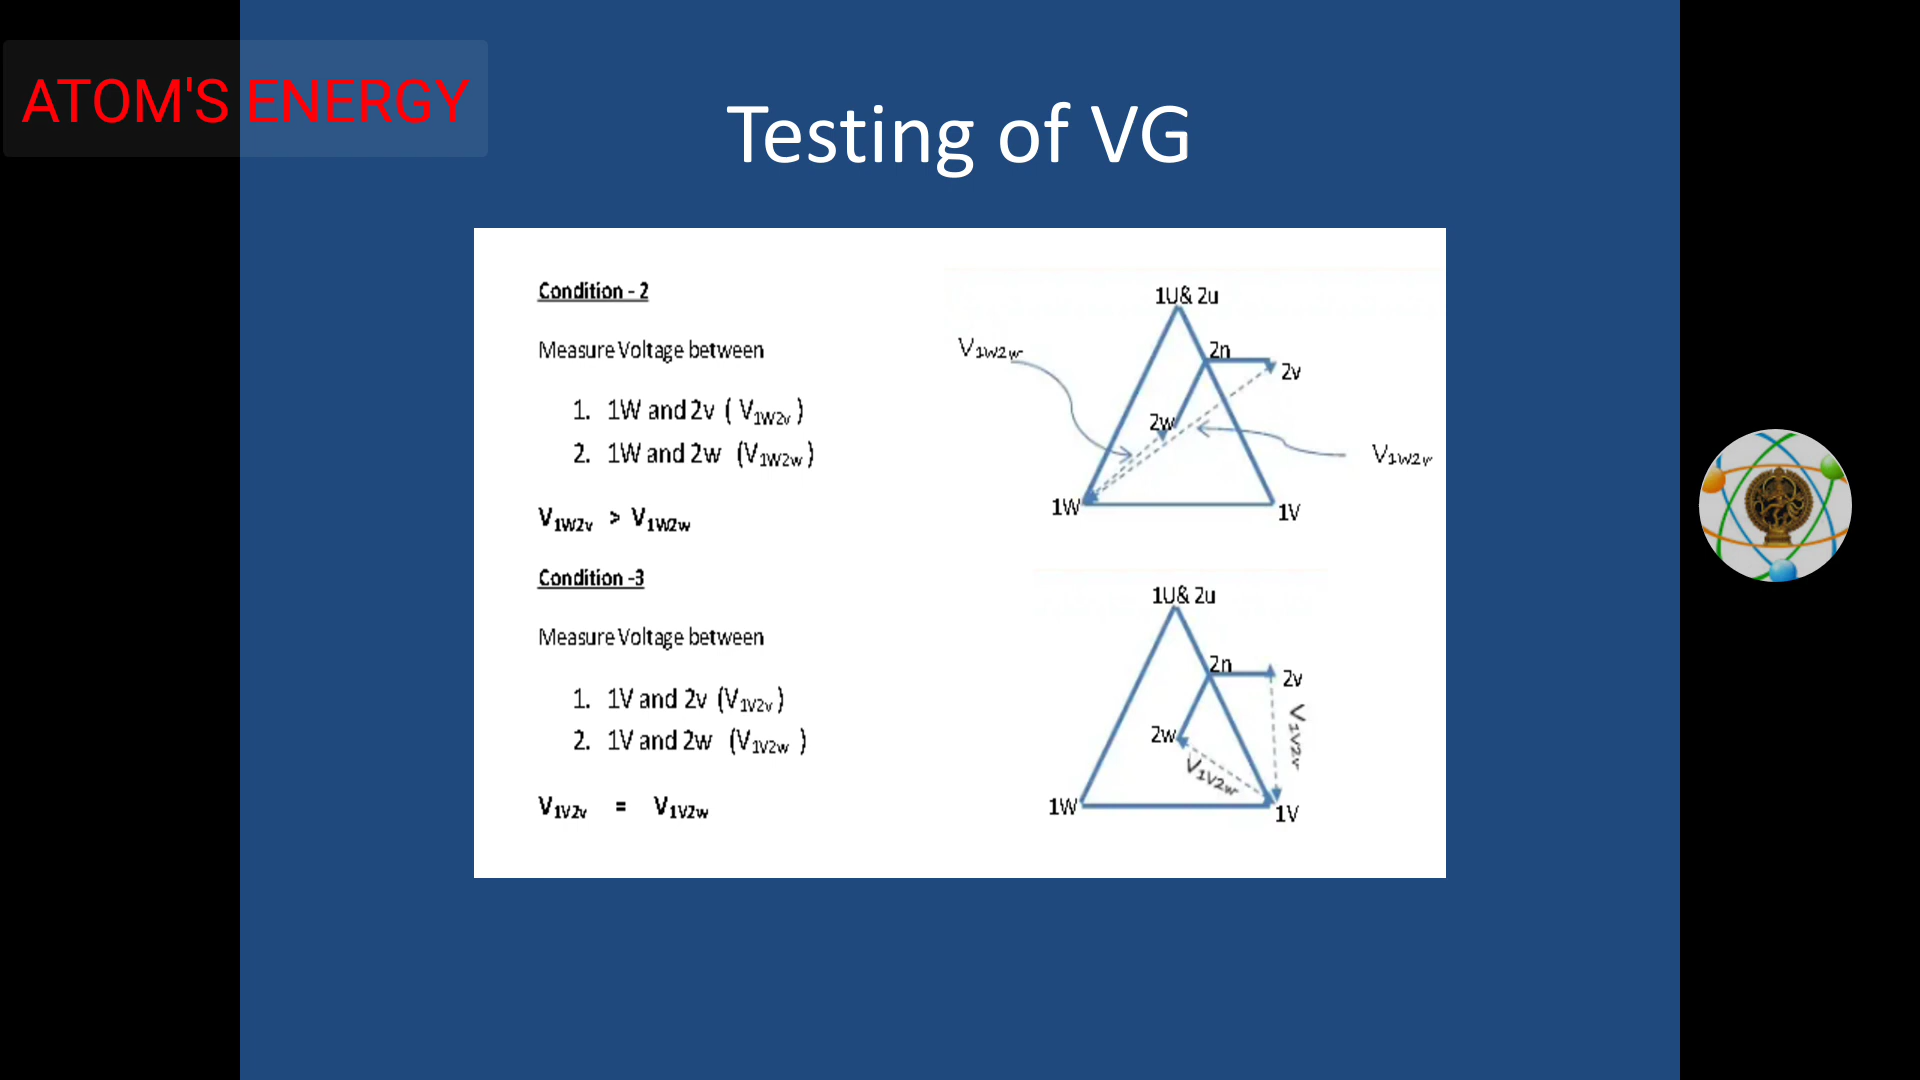 ATOM'S ENERGY
Testing of VG
Condition - 2
Measure Voltage between
1. 1W and 2v ( V1W2v )
2. 1W and 2w (V1W2w )
V1W2v > V1W2w
1U& 2u
V1W2w
2n
2v
2w
V1W2v
1W
1V
Condition -3
Measure Voltage between
1. 1V and 2v (V1V2v )
2. 1V and 2w (V1V2w )
V1V2v = V1V2w
1U& 2u
2n
2v
V1V2v
2w
V1V2w
1W
1V